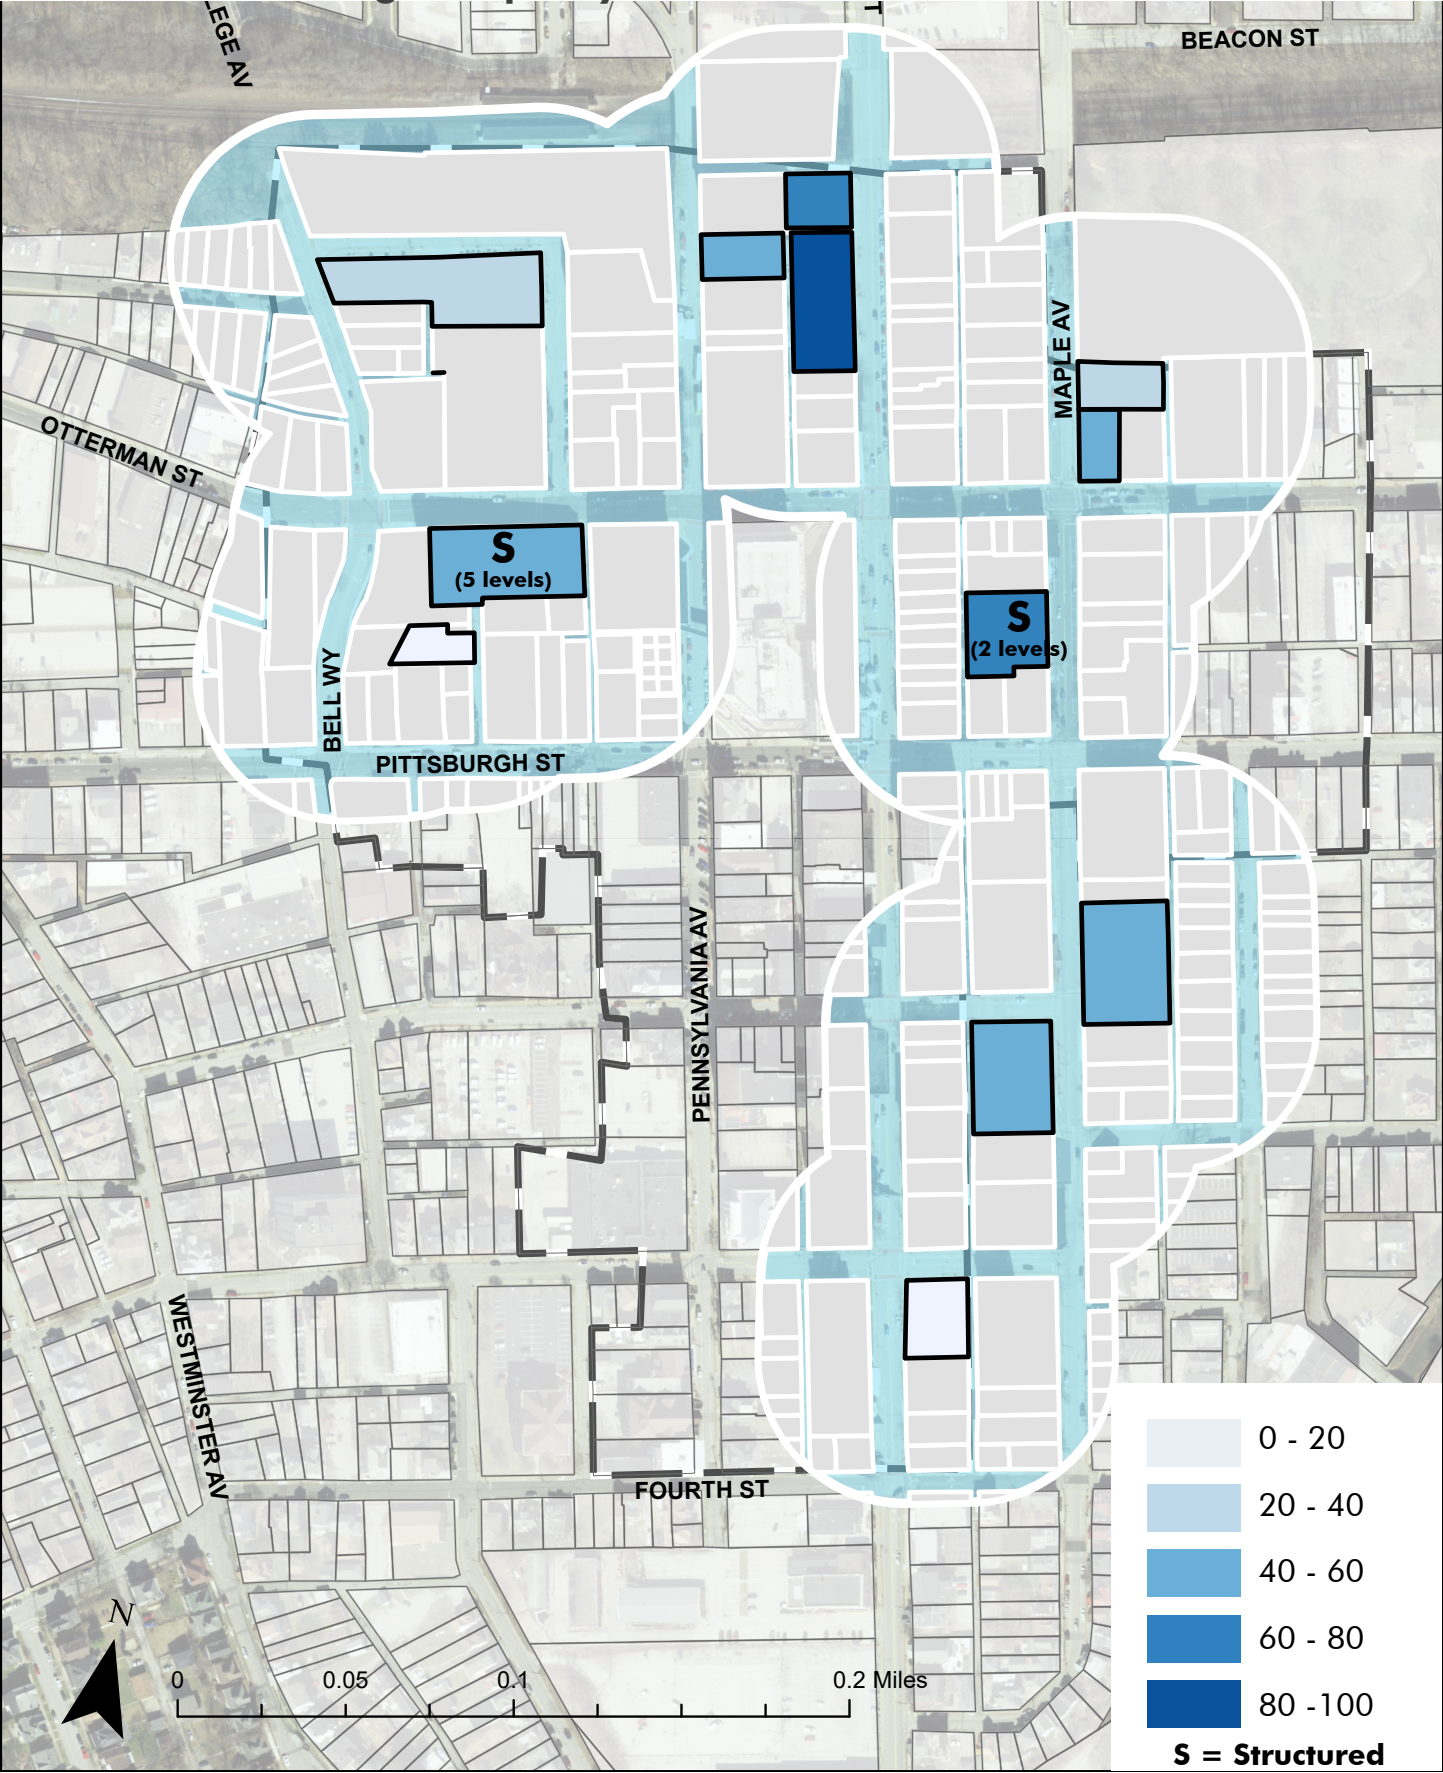 LEGE AV
T
BEACON ST
MAPLE AV
OTTERMAN ST
S
(5 levels)
S
(2 levels)
BELL WY
PITTSBURGH ST
PENNSYLVANIA AV
WESTMINSTER AV
FOURTH ST
0 - 20
20 - 40
40 - 60
60 - 80
80 -100
S = Structured
N
0 0.05 0.1 0.2 Miles